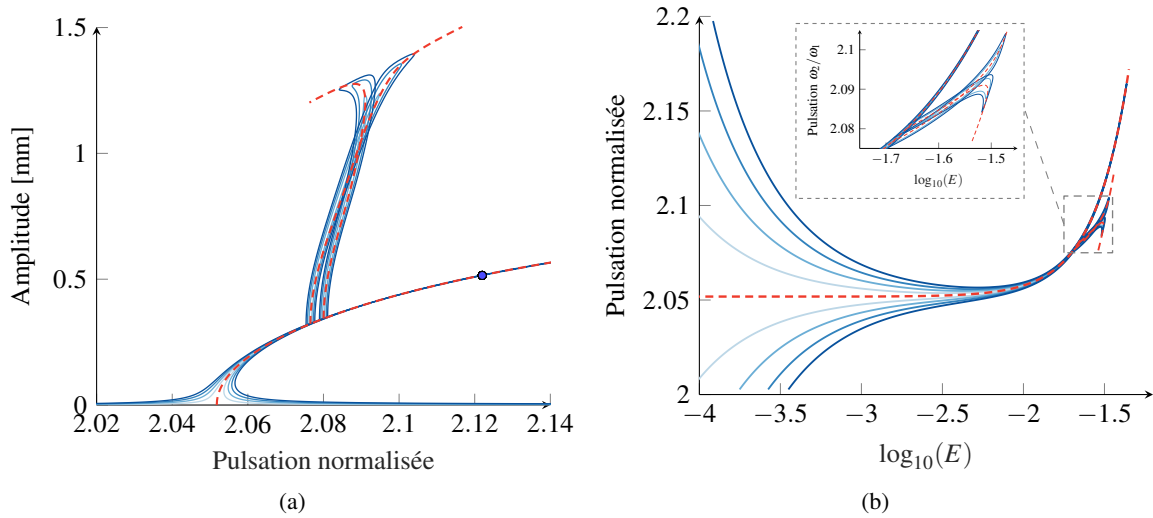 1.5
1
0.5
0
Amplitude [mm]
2.02 2.04 2.06 2.08 2.1 2.12 2.14
Pulsation normalisée
(a)
2.2
2.15
2.1
2.05
2
Pulsation normalisée
2.1
2.09
2.08
Pulsation ω2/ω1
−1.7 −1.6 −1.5
log10(E)
−4 −3.5 −3 −2.5 −2 −1.5
log10(E)
(b)